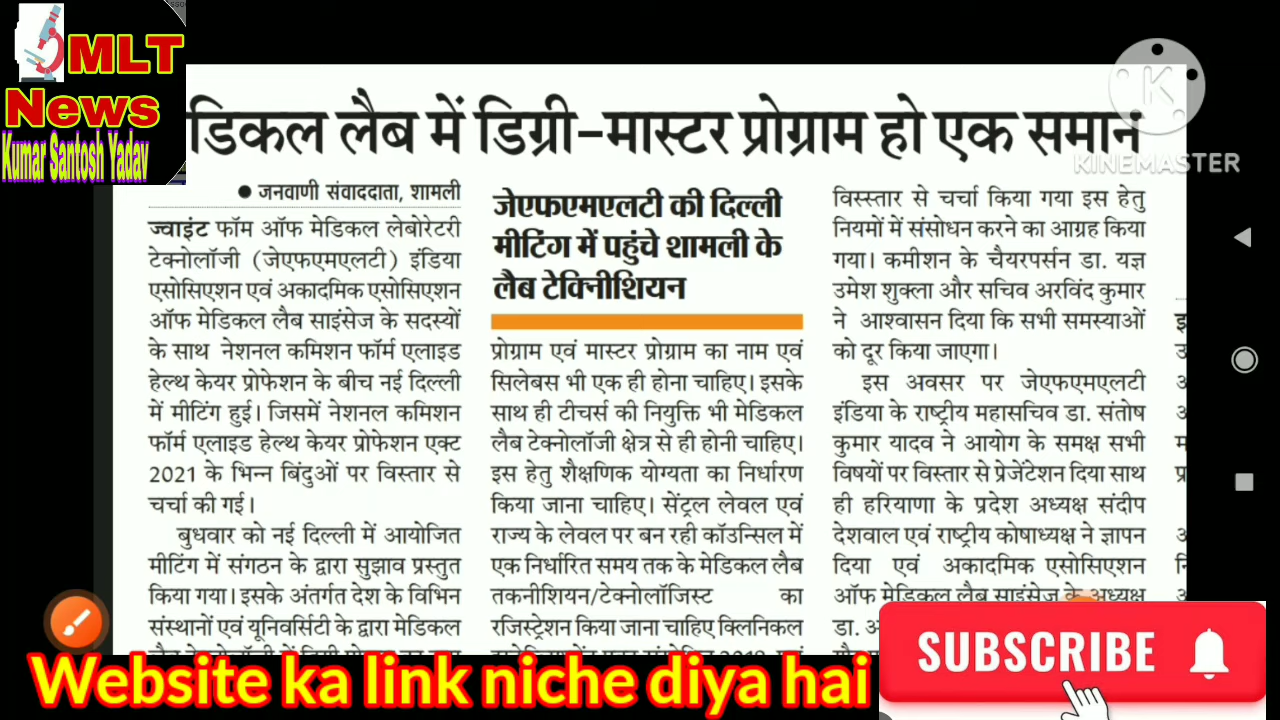 MLT
News
Kumar Santosh Yadav
डिकल लैब में डिग्री-मास्टर प्रोग्राम हो एक समान
KINEMASTER
● जनवाणी संवाददाता, शामली
ज्वाइंट फॉम ऑफ मेडिकल लेबोरेटरी
टेक्नोलॉजी (जेएफएमएलटी) इंडिया
एसोसिएशन एवं अकादमिक एसोसिएशन
ऑफ मेडिकल लैब साइंसेज के सदस्यों
के साथ नेशनल कमिशन फॉर्म एलाइड
हेल्थ केयर प्रोफेशन के बीच नई दिल्ली
में मीटिंग हुई। जिसमें नेशनल कमिशन
फॉर्म एलाइड हेल्थ केयर प्रोफेशन एक्ट
2021 के भिन्न बिंदुओं पर विस्तार से
चर्चा की गई।
बुधवार को नई दिल्ली में आयोजित
मीटिंग में संगठन के द्वारा सुझाव प्रस्तुत
किया गया। इसके अंतर्गत देश के विभिन
संस्थानों एवं यूनिवर्सिटी के द्वारा मेडिकल
जेएफएमएलटी की दिल्ली
मीटिंग में पहुंचे शामली के
लैब टेक्निीशियन
प्रोग्राम एवं मास्टर प्रोग्राम का नाम एवं
सिलेबस भी एक ही होना चाहिए। इसके
साथ ही टीचर्स की नियुक्ति भी मेडिकल
लैब टेक्नोलॉजी क्षेत्र से ही होनी चाहिए।
इस हेतु शैक्षणिक योग्यता का निर्धारण
किया जाना चाहिए। सेंट्रल लेवल एवं
राज्य के लेवल पर बन रही कॉउन्सिल में
एक निर्धारित समय तक के मेडिकल लैब
तकनीशियन/टेक्नोलॉजिस्ट का
रजिस्ट्रेशन किया जाना चाहिए क्लिनिकल
विस्स्तार से चर्चा किया गया इस हेतु
नियमों में संसोधन करने का आग्रह किया
गया। कमीशन के चैयरपर्सन डा. यज्ञ
उमेश शुक्ला और सचिव अरविंद कुमार
ने आश्वासन दिया कि सभी समस्याओं
को दूर किया जाएगा।
इस अवसर पर जेएफएमएलटी
इंडिया के राष्ट्रीय महासचिव डा. संतोष
कुमार यादव ने आयोग के समक्ष सभी
विषयों पर विस्तार से प्रेजेंटेशन दिया साथ
ही हरियाणा के प्रदेश अध्यक्ष संदीप
देशवाल एवं राष्ट्रीय कोषाध्यक्ष ने ज्ञापन
दिया एवं अकादमिक एसोसिएशन
ऑफ मेडिकल लैब साइंसेज के अध्यक्ष
डा.
Website ka link niche diya hai
SUBSCRIBE